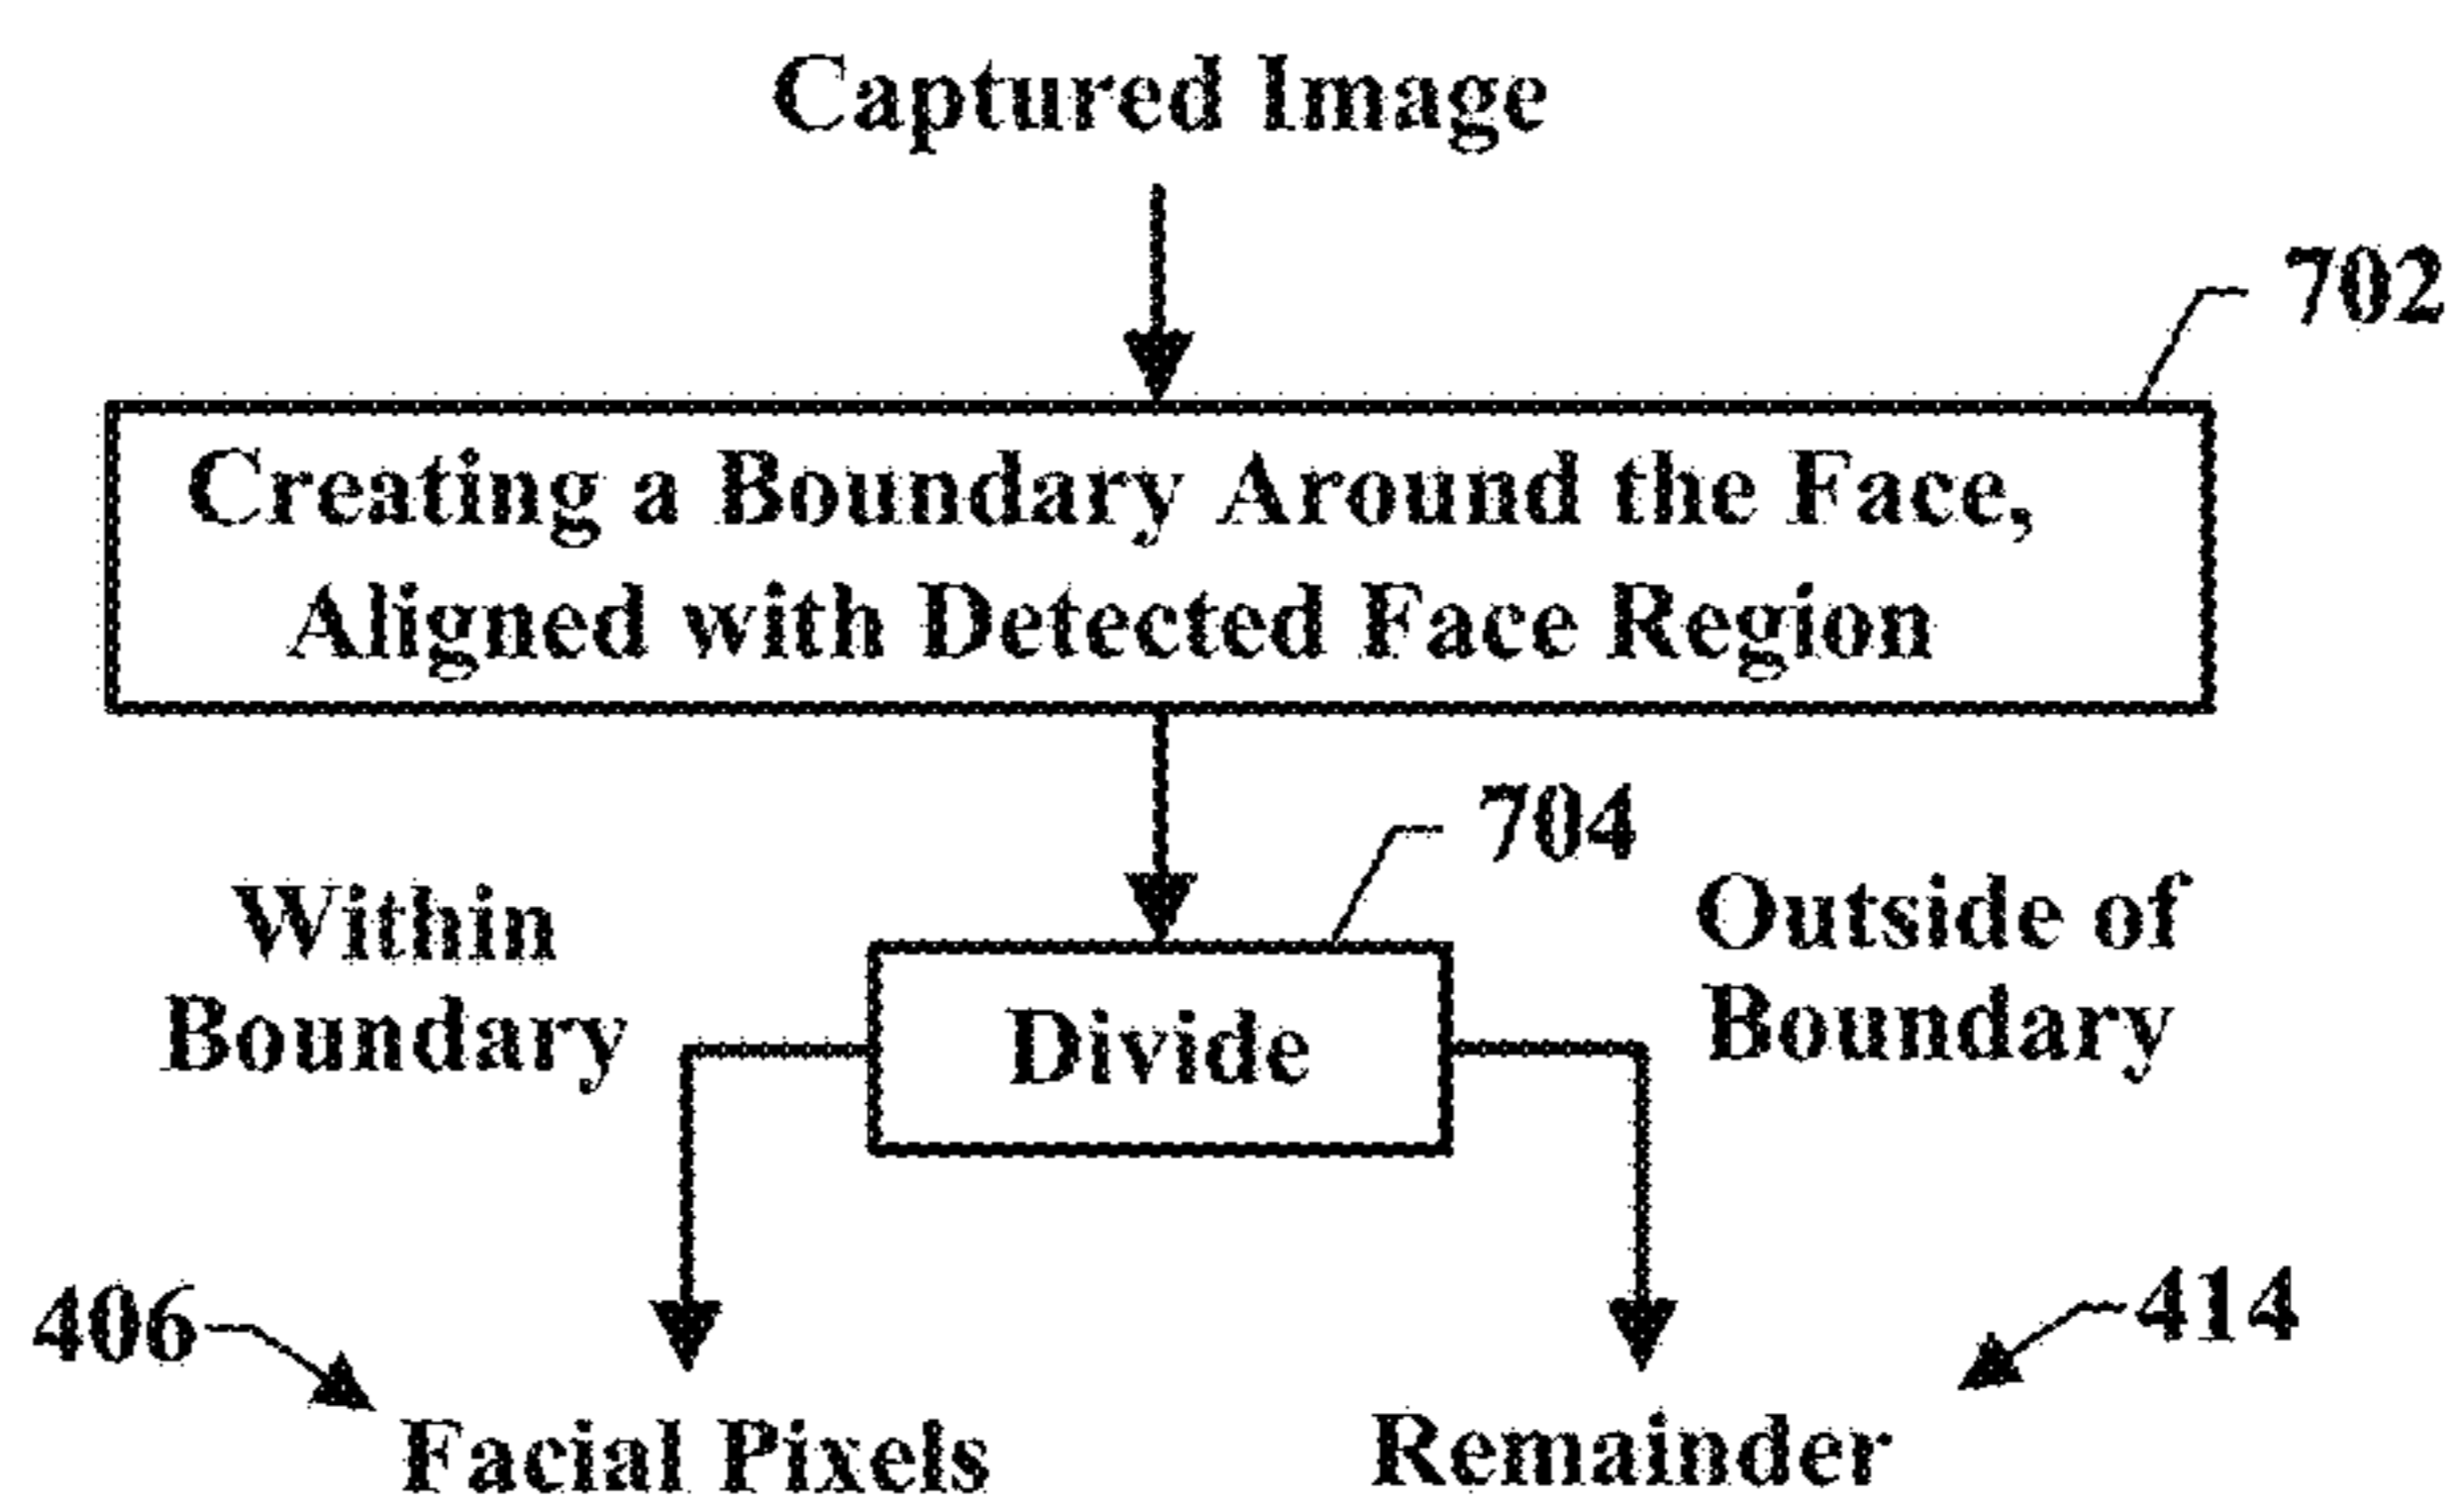 Captured Image
702
Creating a Boundary Around the Face,
Aligned with Detected Face Region
704
Within
Boundary
Divide
Outside of
Boundary
406
414
Facial Pixels
Remainder